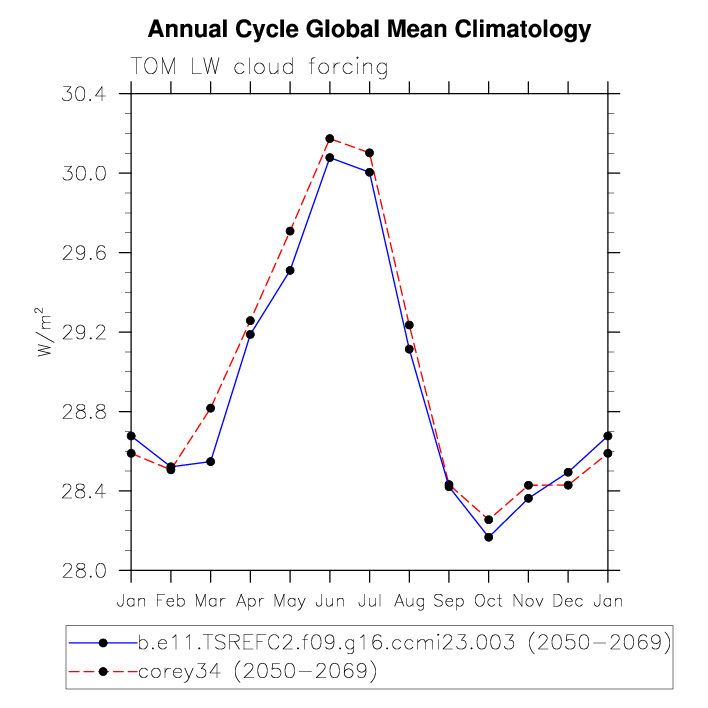 Annual Cycle Global Mean Climatology
TOM LW cloud forcing
30.4
30.0
29.6
29.2
28.8
28.4
28.0
W/m²
Jan Feb Mar Apr May Jun Jul Aug Sep Oct Nov Dec Jan
b.e11.TSREFC2.f09.g16.ccmi23.003 (2050-2069)
corey34 (2050-2069)